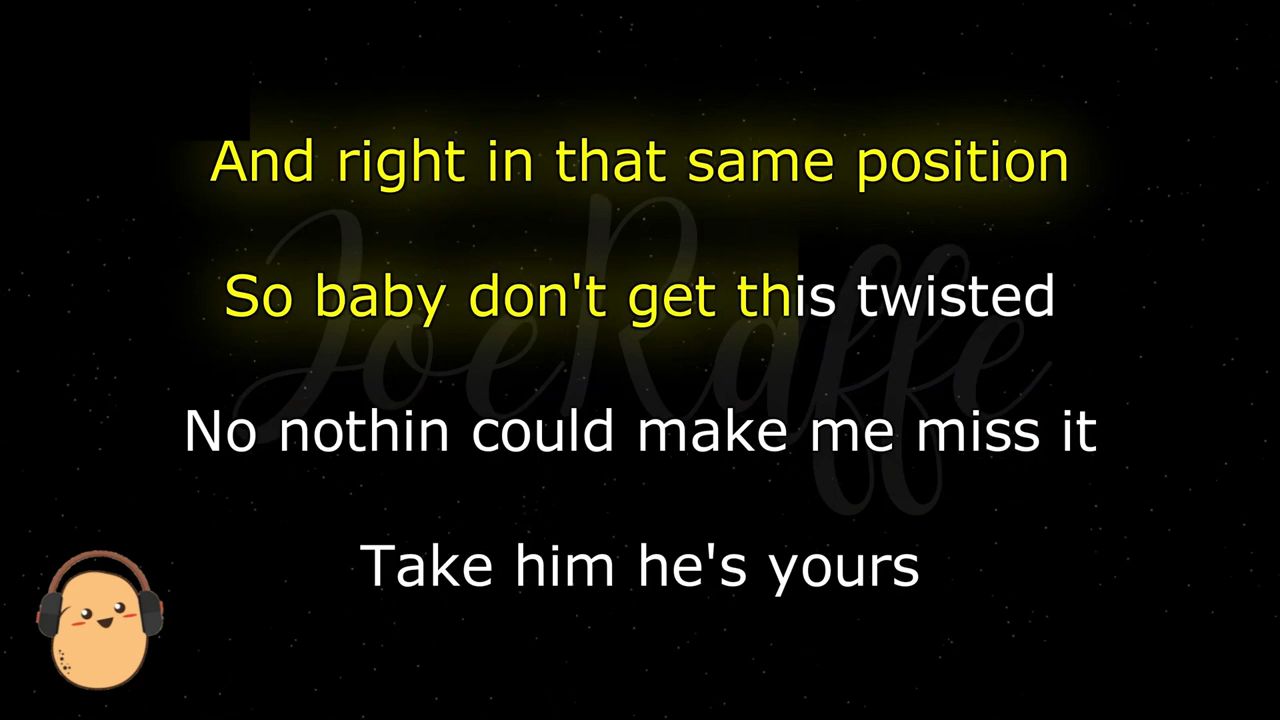 And right in that same position
So baby don't get this twisted
No nothin could make me miss it
Take him he's yours
JoeRaffe